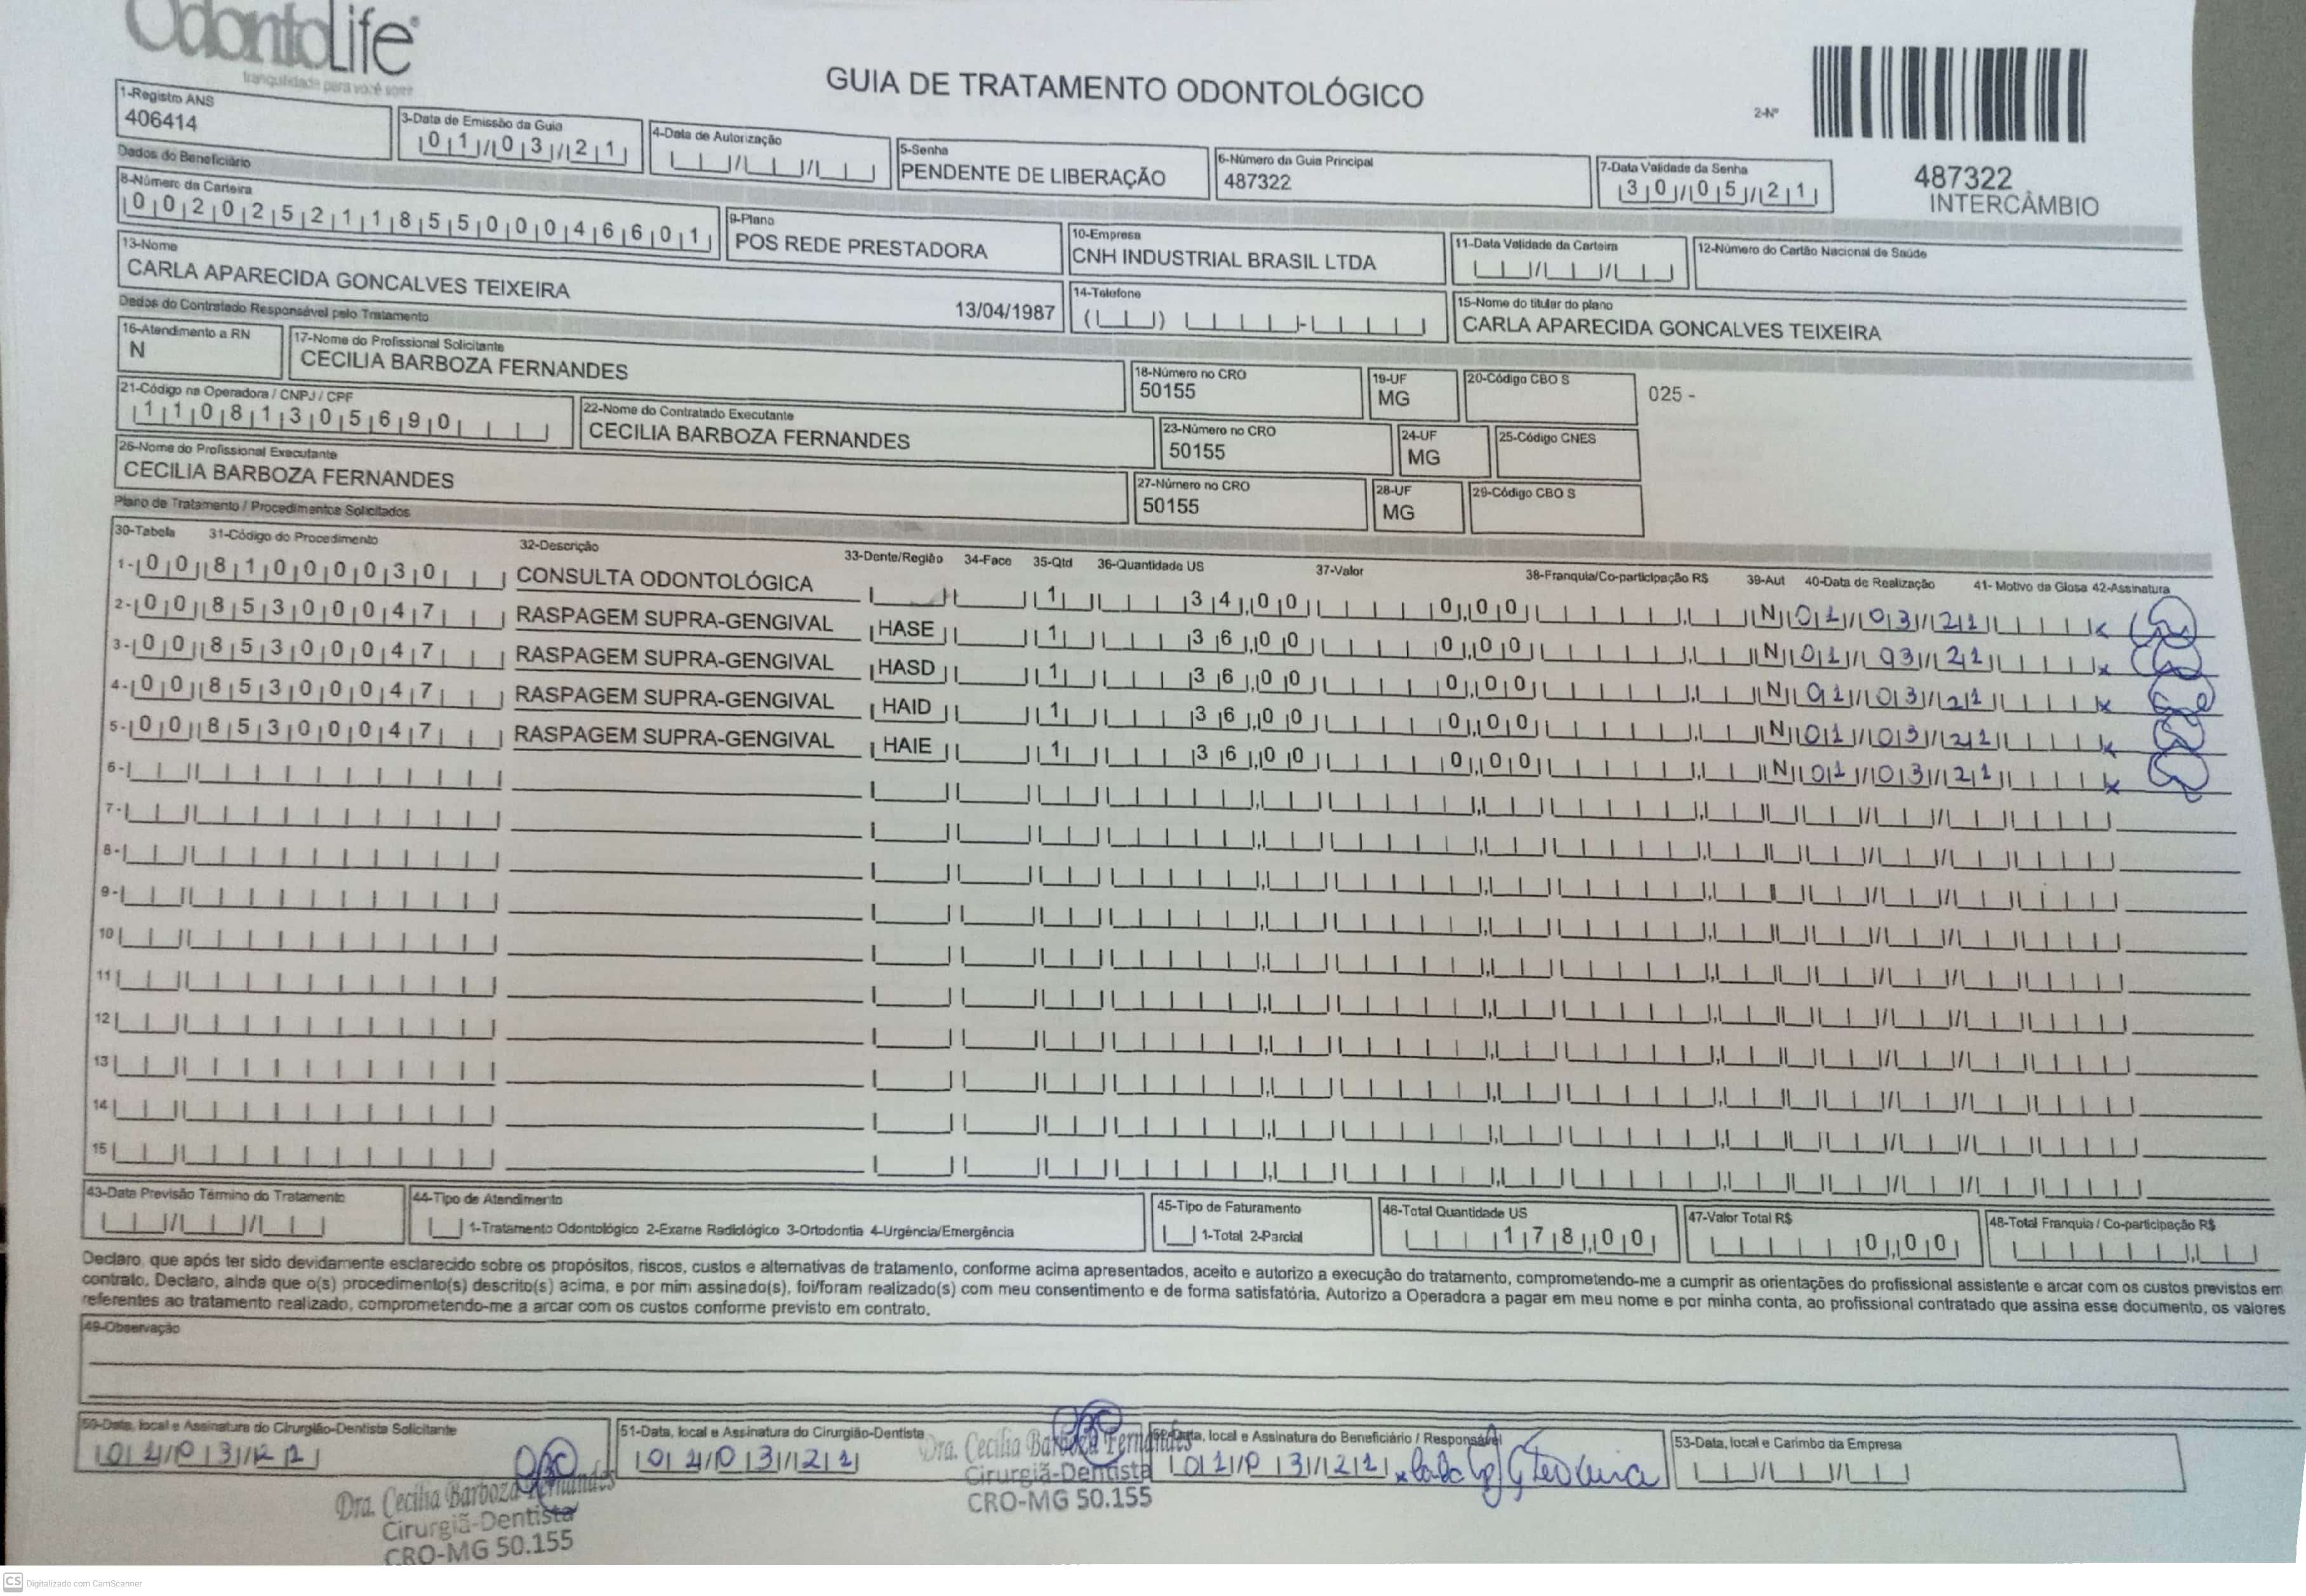 OdontoLife
tranquilidade para você sorrir
GUIA DE TRATAMENTO ODONTOLÓGICO
2-Nº
487322
INTERCÂMBIO
1-Registro ANS
406414
3-Data de Emissão da Guia
01/03/21
4-Data de Autorização
5-Senha
PENDENTE DE LIBERAÇÃO
6-Número da Guia Principal
487322
7-Data Validade da Senha
30/05/21
Dados do Beneficiário
8-Número da Carteira
00202521185500046601
9-Plano
POS REDE PRESTADORA
10-Empresa
CNH INDUSTRIAL BRASIL LTDA
11-Data Validade da Carteira
12-Número do Cartão Nacional de Saúde
13-Nome
CARLA APARECIDA GONCALVES TEIXEIRA
13/04/1987
14-Telefone
15-Nome do titular do plano
CARLA APARECIDA GONCALVES TEIXEIRA
Dados do Contratado Responsável pelo Tratamento
16-Atendimento a RN
N
17-Nome do Profissional Solicitante
CECILIA BARBOZA FERNANDES
18-Número no CRO
50155
19-UF
MG
20-Código CBO S
025 -
21-Código na Operadora / CNPJ / CPF
11081305690
22-Nome do Contratado Executante
CECILIA BARBOZA FERNANDES
23-Número no CRO
50155
24-UF
MG
25-Código CNES
26-Nome do Profissional Executante
CECILIA BARBOZA FERNANDES
27-Número no CRO
50155
28-UF
MG
29-Código CBO S
Plano de Tratamento / Procedimentos Solicitados
30-Tabela 31-Código do Procedimento 32-Descrição 33-Dente/Região 34-Face 35-Qtd 36-Quantidade US 37-Valor 38-Franquia/Co-participação R$ 39-Aut 40-Data de Realização 41- Motivo da Glosa 42-Assinatura
1- 00 81000030 CONSULTA ODONTOLÓGICA 1 34,00 0,00 N 01/03/21 x
2- 00 85300047 RASPAGEM SUPRA-GENGIVAL HASE 1 36,00 0,00 N 01/03/21 x
3- 00 85300047 RASPAGEM SUPRA-GENGIVAL HASD 1 36,00 0,00 N 01/03/21 x
4- 00 85300047 RASPAGEM SUPRA-GENGIVAL HAID 1 36,00 0,00 N 01/03/21 x
5- 00 85300047 RASPAGEM SUPRA-GENGIVAL HAIE 1 36,00 0,00 N 01/03/21 x
6-
7-
8-
9-
10
11
12
13
14
15
43-Data Previsão Término do Tratamento
44-Tipo de Atendimento
1-Tratamento Odontológico 2-Exame Radiológico 3-Ortodontia 4-Urgência/Emergência
45-Tipo de Faturamento
1-Total 2-Parcial
46-Total Quantidade US
178,00
47-Valor Total R$
0,00
48-Total Franquia / Co-participação R$
Declaro, que após ter sido devidamente esclarecido sobre os propósitos, riscos, custos e alternativas de tratamento, conforme acima apresentados, aceito e autorizo a execução do tratamento, comprometendo-me a cumprir as orientações do profissional assistente e arcar com os custos previstos em
contrato. Declaro, ainda que o(s) procedimento(s) descrito(s) acima, e por mim assinado(s), foi/foram realizado(s) com meu consentimento e de forma satisfatória. Autorizo a Operadora a pagar em meu nome e por minha conta, ao profissional contratado que assina esse documento, os valores
referentes ao tratamento realizado, comprometendo-me a arcar com os custos conforme previsto em contrato.
49-Observação
50-Data, local e Assinatura do Cirurgião-Dentista Solicitante
01/03/21
Dra. Cecília Barboza Fernandes
Cirurgiã-Dentista
CRO-MG 50.155
51-Data, local e Assinatura do Cirurgião-Dentista
01/03/21
Dra. Cecília Barboza Fernandes
Cirurgiã-Dentista
CRO-MG 50.155
52-Data, local e Assinatura do Beneficiário / Responsável
01/03/21 x
53-Data, local e Carimbo da Empresa
CS Digitalizado com CamScanner